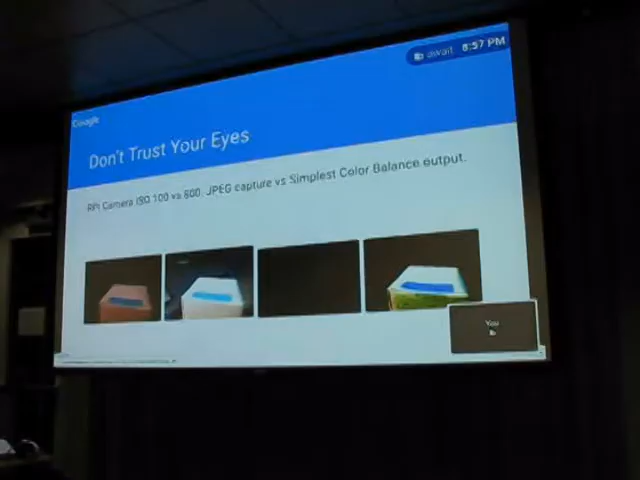 await 8:57 PM
Google
Don't Trust Your Eyes
RPi Camera ISO 100 vs 800. JPEG capture vs Simplest Color Balance output.
You